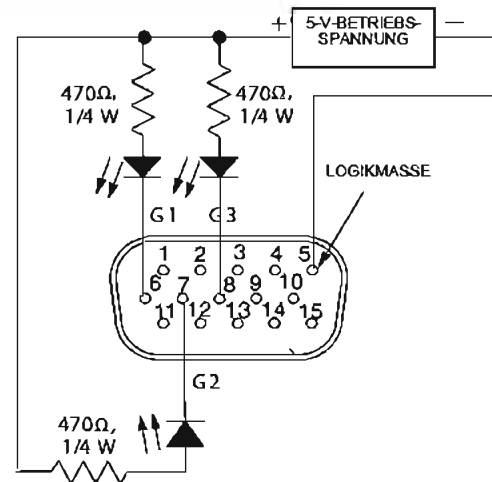 + 5-V-BETRIEBS- —
SPANNUNG
470Ω,
1/4 W
470Ω,
1/4 W
LOGIKMASSE
G1
G3
1 2 3 4 5
6 7 8 9 10
11 12 13 14 15
G2
470Ω,
1/4 W